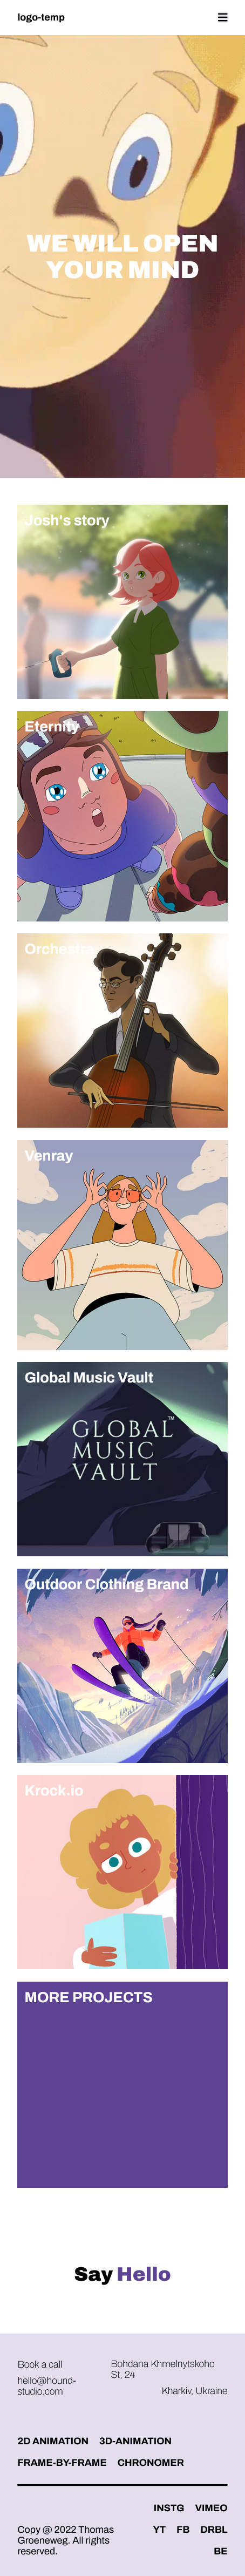 logo-temp
WE WILL OPEN
YOUR MIND
Josh's story
Eternity
Orchestra
Venray
Global Music Vault
GLOBAL
MUSIC
VAULT
TM
Outdoor Clothing Brand
Krock.io
MORE PROJECTS
Say Hello
Book a call
hello@hound-
studio.com
Bohdana Khmelnytskoho
St, 24
Kharkiv, Ukraine
2D ANIMATION 3D-ANIMATION
FRAME-BY-FRAME CHRONOMER
INSTG VIMEO
YT FB DRBL
BE
Copy @ 2022 Thomas
Groeneweg. All rights
reserved.